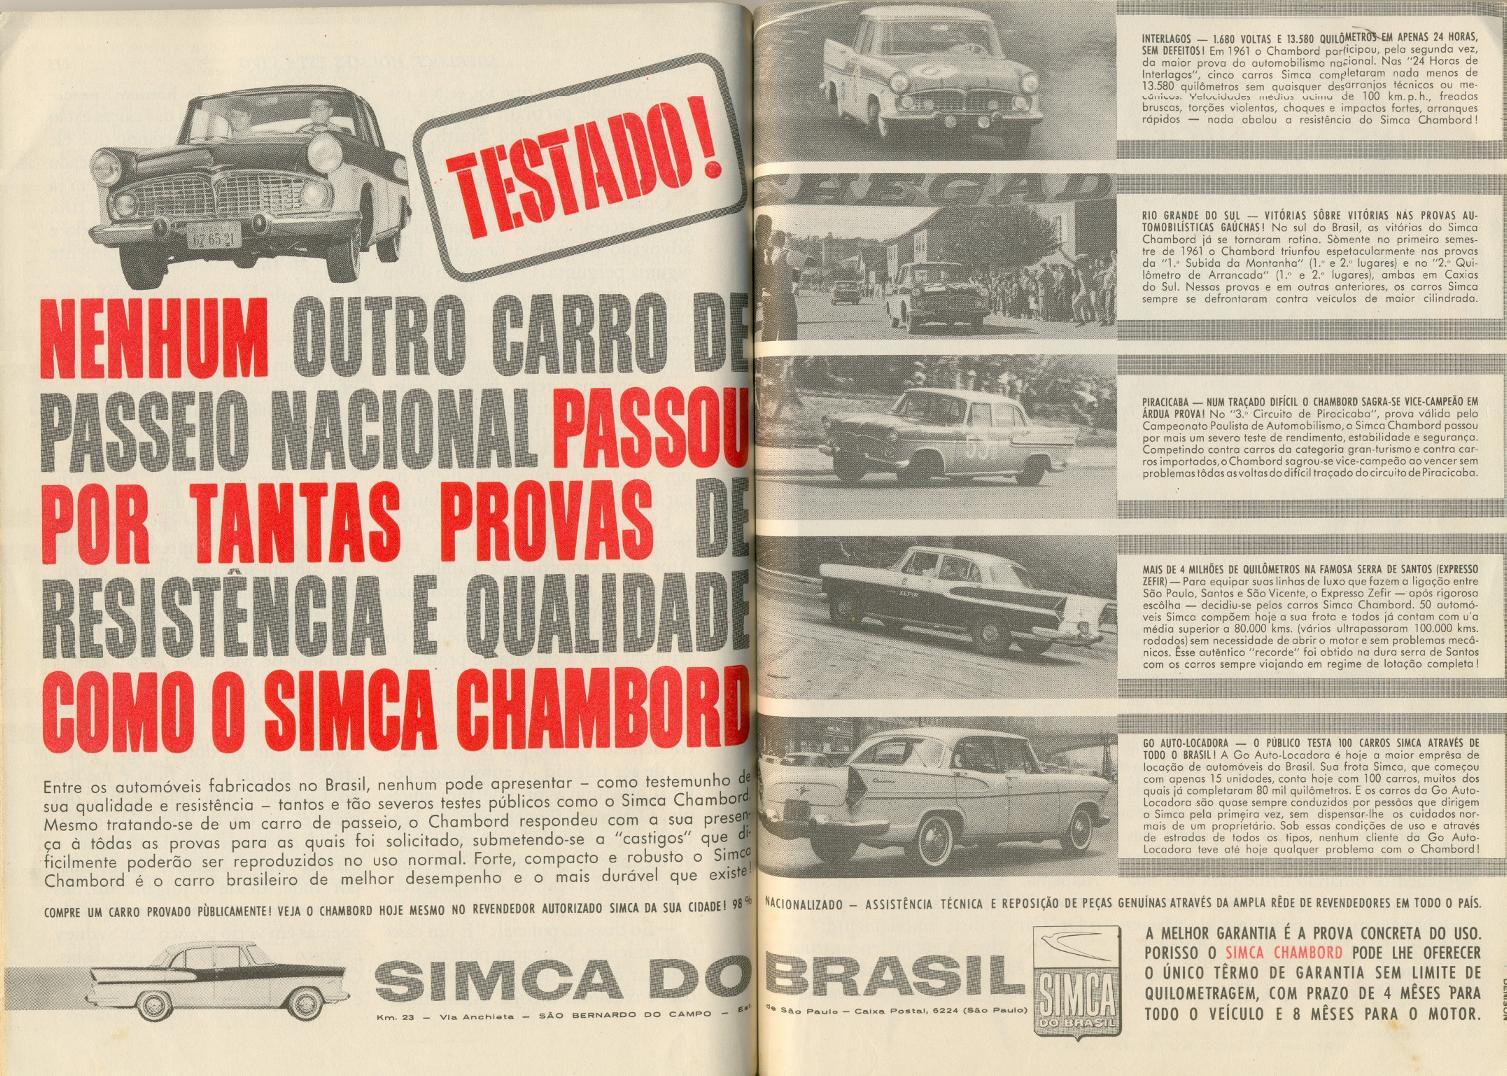 TESTADO!
67-65-21
NENHUM OUTRO CARRO DE
PASSEIO NACIONAL PASSOU
POR TANTAS PROVAS DE
RESISTÊNCIA E QUALIDADE
COMO O SIMCA CHAMBORD
Entre os automóveis fabricados no Brasil, nenhum pode apresentar – como testemunho de
sua qualidade e resistência – tantos e tão severos testes públicos como o Simca Chambord.
Mesmo tratando-se de um carro de passeio, o Chambord respondeu com a sua presen-
ça à tôdas as provas para as quais foi solicitado, submetendo-se a "castigos" que di-
ficilmente poderão ser reproduzidos no uso normal. Forte, compacto e robusto o Simca
Chambord é o carro brasileiro de melhor desempenho e o mais durável que existe!
COMPRE UM CARRO PROVADO PÙBLICAMENTE! VEJA O CHAMBORD HOJE MESMO NO REVENDEDOR AUTORIZADO SIMCA DA SUA CIDADE! 98 % NACIONALIZADO – ASSISTÊNCIA TÉCNICA E REPOSIÇÃO DE PEÇAS GENUÍNAS ATRAVÉS DA AMPLA RÊDE DE REVENDEDORES EM TODO O PAÍS.
SIMCA DO BRASIL
Km. 23 – Via Anchieta – SÃO BERNARDO DO CAMPO – Est. de São Paulo – Caixa Postal, 6224 (São Paulo)
INTERLAGOS — 1.680 VOLTAS E 13.580 QUILÔMETROS EM APENAS 24 HORAS,
SEM DEFEITOS! Em 1961 o Chambord participou, pela segunda vez,
da maior prova do automobilismo nacional. Nas "24 Horas de
Interlagos", cinco carros Simca completaram nada menos de
13.580 quilômetros sem quaisquer desarranjos técnicos ou me-
cânicos. Velocidades médias acima de 100 km.p.h., freadas
bruscas, torções violentas, choques e impactos fortes, arranques
rápidos — nada abalou a resistência do Simca Chambord!
RIO GRANDE DO SUL — VITÓRIAS SÔBRE VITÓRIAS NAS PROVAS AU-
TOMOBILÍSTICAS GAÚCHAS! No sul do Brasil, as vitórias do Simca
Chambord já se tornaram rotina. Sòmente no primeiro semes-
tre de 1961 o Chambord triunfou espetacularmente nas provas
da "1.ª Subida da Montanha" (1.º e 2.º lugares) e no "2.º Qui-
lômetro de Arrancada" (1.º e 2.º lugares), ambas em Caxias
do Sul. Nessas provas e em outras anteriores, os carros Simca
sempre se defrontaram contra veículos de maior cilindrada.
PIRACICABA — NUM TRAÇADO DIFÍCIL O CHAMBORD SAGRA-SE VICE-CAMPEÃO EM
ÁRDUA PROVA! No "3.º Circuito de Piracicaba", prova válida pelo
Campeonato Paulista de Automobilismo, o Simca Chambord passou
por mais um severo teste de rendimento, estabilidade e segurança.
Competindo contra carros da categoria gran-turismo e contra car-
ros importados, o Chambord sagrou-se vice-campeão ao vencer sem
problemas tôdas as voltas do difícil traçado do circuito de Piracicaba.
MAIS DE 4 MILHÕES DE QUILÔMETROS NA FAMOSA SERRA DE SANTOS (EXPRESSO
ZEFIR) — Para equipar suas linhas de luxo que fazem a ligação entre
São Paulo, Santos e São Vicente, o Expresso Zefir — após rigorosa
escôlha — decidiu-se pelos carros Simca Chambord. 50 automó-
veis Simca compõem hoje a sua frota e todos já contam com u'a
média superior a 80.000 kms. (vários ultrapassaram 100.000 kms.
rodados) sem necessidade de abrir o motor e sem problemas mecâ-
nicos. Êsse autêntico "recorde" foi obtido na dura serra de Santos
com os carros sempre viajando em regime de lotação completa!
GO AUTO-LOCADORA — O PÚBLICO TESTA 100 CARROS SIMCA ATRAVÉS DE
TODO O BRASIL! A Go Auto-Locadora é hoje a maior emprêsa de
locação de automóveis do Brasil. Sua frota Simca, que começou
com apenas 15 unidades, conta hoje com 100 carros, muitos dos
quais já completaram 80 mil quilômetros. E os carros da Go Auto-
Locadora são quase sempre conduzidos por pessôas que dirigem
o Simca pela primeira vez, sem dispensar-lhe os cuidados nor-
mais de um proprietário. Sob essas condições de uso e através
de estradas de todos os tipos, nenhum cliente da Go Auto-
Locadora teve até hoje qualquer problema com o Chambord!
SIMCA
DO BRASIL
A MELHOR GARANTIA É A PROVA CONCRETA DO USO.
PORISSO O SIMCA CHAMBORD PODE LHE OFERECER
O ÚNICO TÊRMO DE GARANTIA SEM LIMITE DE
QUILOMETRAGEM, COM PRAZO DE 4 MÊSES PARA
TODO O VEÍCULO E 8 MÊSES PARA O MOTOR.